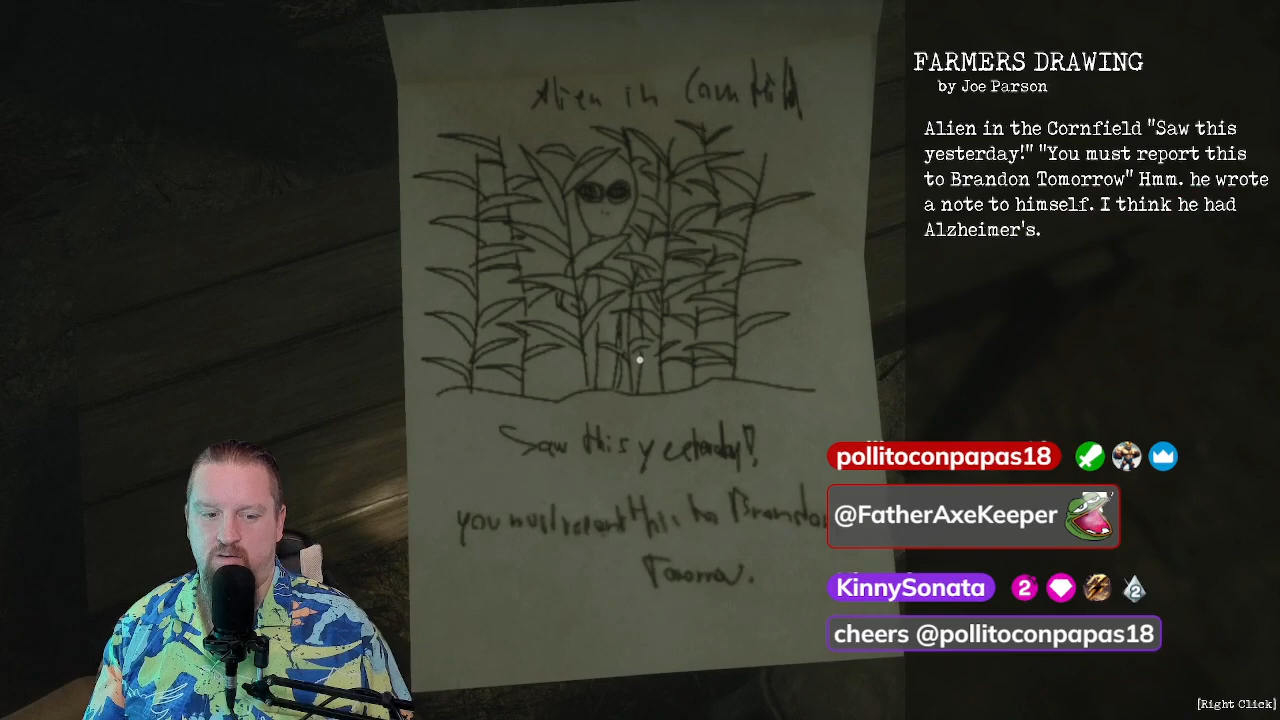 FARMERS DRAWING
by Joe Parson
Alien in the Cornfield "Saw this
yesterday!" "You must report this
to Brandon Tomorrow" Hmm. he wrote
a note to himself. I think he had
Alzheimer's.
Alien in Cornfield
Saw this yesterday!
you must report this to Brandon
Tomorrow.
pollitoconpapas18
@FatherAxeKeeper
KinnySonata 2 2
cheers @pollitoconpapas18
[Right Click]